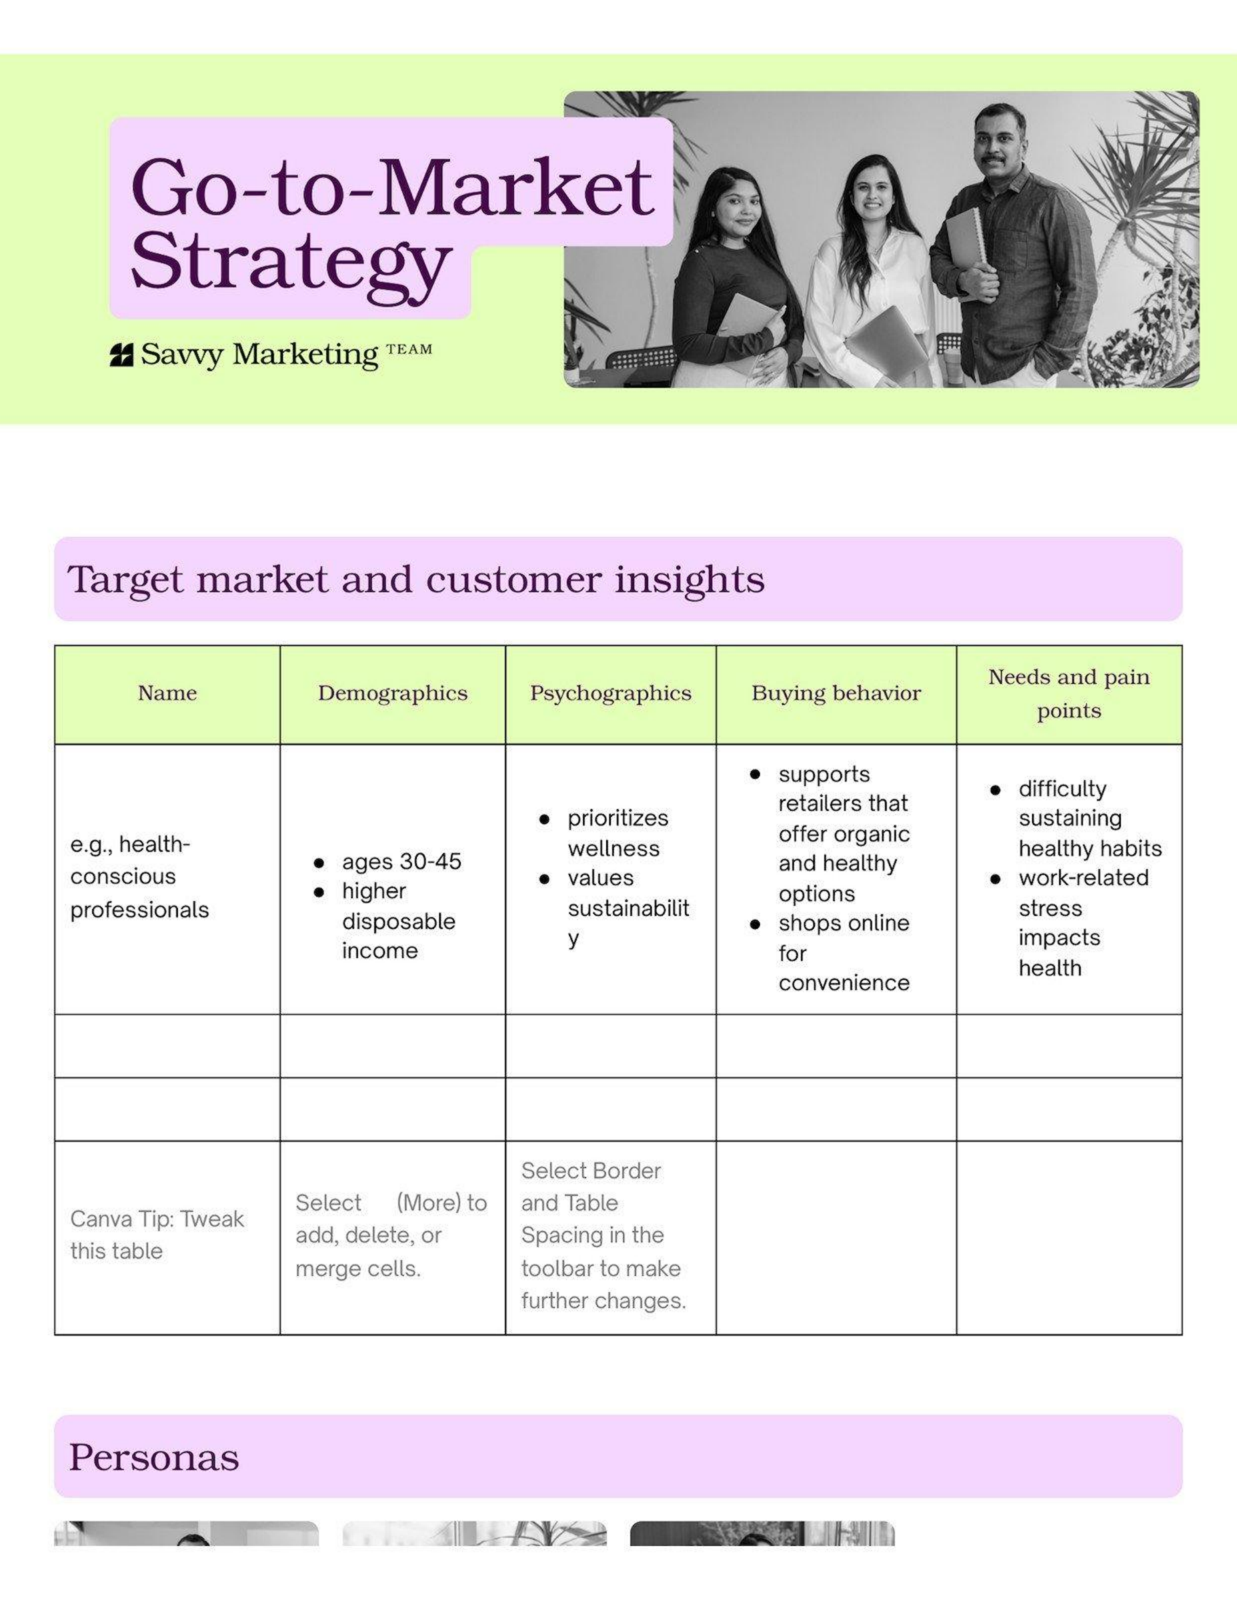 Go-to-Market
Strategy
Savvy Marketing TEAM
Target market and customer insights
Name
Demographics
Psychographics
Buying behavior
Needs and pain
points
e.g., health-
conscious
professionals
● ages 30-45
● higher
disposable
income
● prioritizes
wellness
● values
sustainabilit
y
● supports
retailers that
offer organic
and healthy
options
● shops online
for
convenience
● difficulty
sustaining
healthy habits
● work-related
stress
impacts
health
Canva Tip: Tweak
this table
Select (More) to
add, delete, or
merge cells.
Select Border
and Table
Spacing in the
toolbar to make
further changes.
Personas